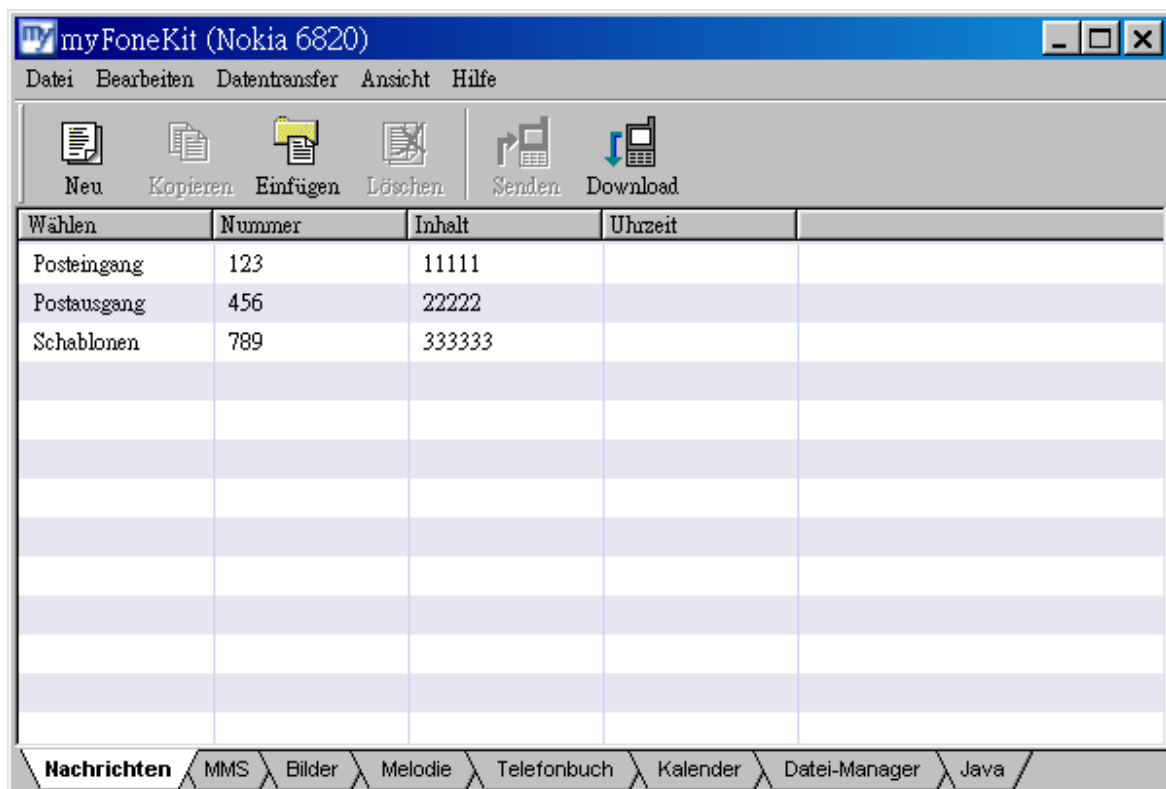 my myFoneKit (Nokia 6820)
Datei Bearbeiten Datentransfer Ansicht Hilfe
Neu Kopieren Einfügen Löschen Senden Download
Wählen Nummer Inhalt Uhrzeit
Posteingang 123 11111
Postausgang 456 22222
Schablonen 789 333333
Nachrichten MMS Bilder Melodie Telefonbuch Kalender Datei-Manager Java